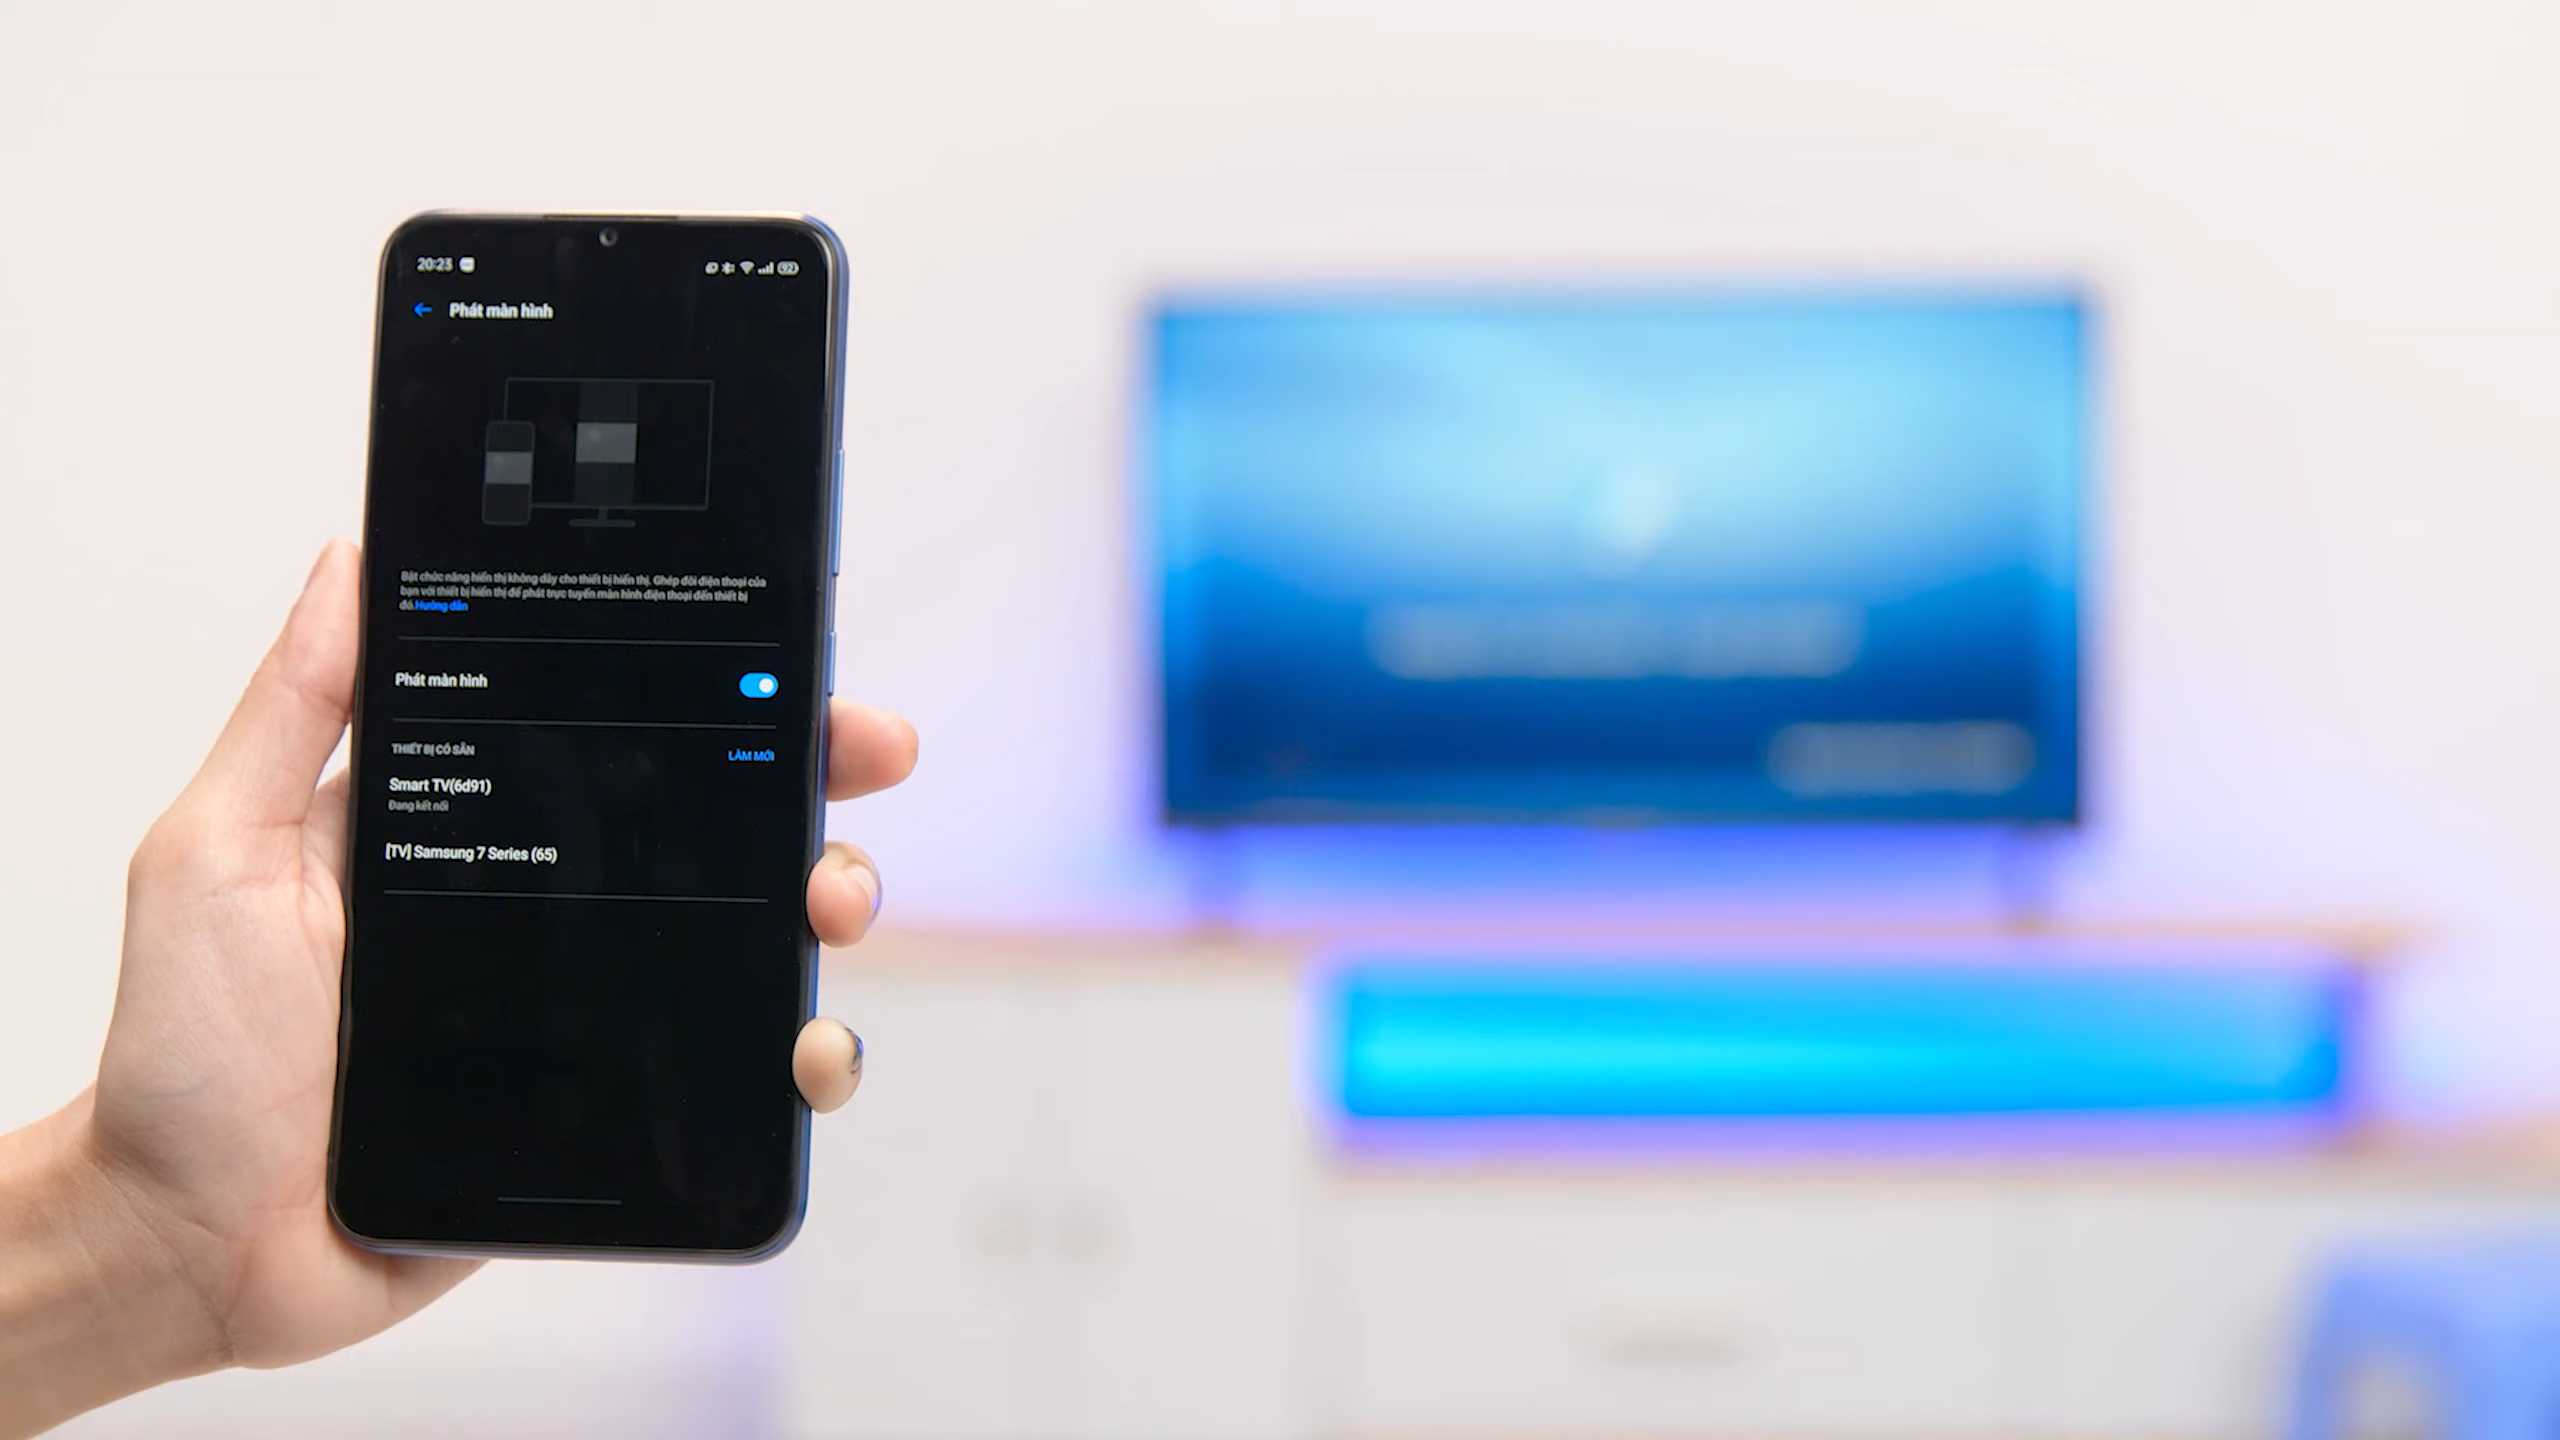 20:23
92
Phát màn hình
Bật chức năng hiển thị không dây cho thiết bị hiển thị. Ghép đôi điện thoại của
bạn với thiết bị hiển thị để phát trực tuyến màn hình điện thoại đến thiết bị
đó.Hướng dẫn
Phát màn hình
THIẾT BỊ CÓ SẴN
LÀM MỚI
Smart TV(6d91)
Đang kết nối
[TV] Samsung 7 Series (65)